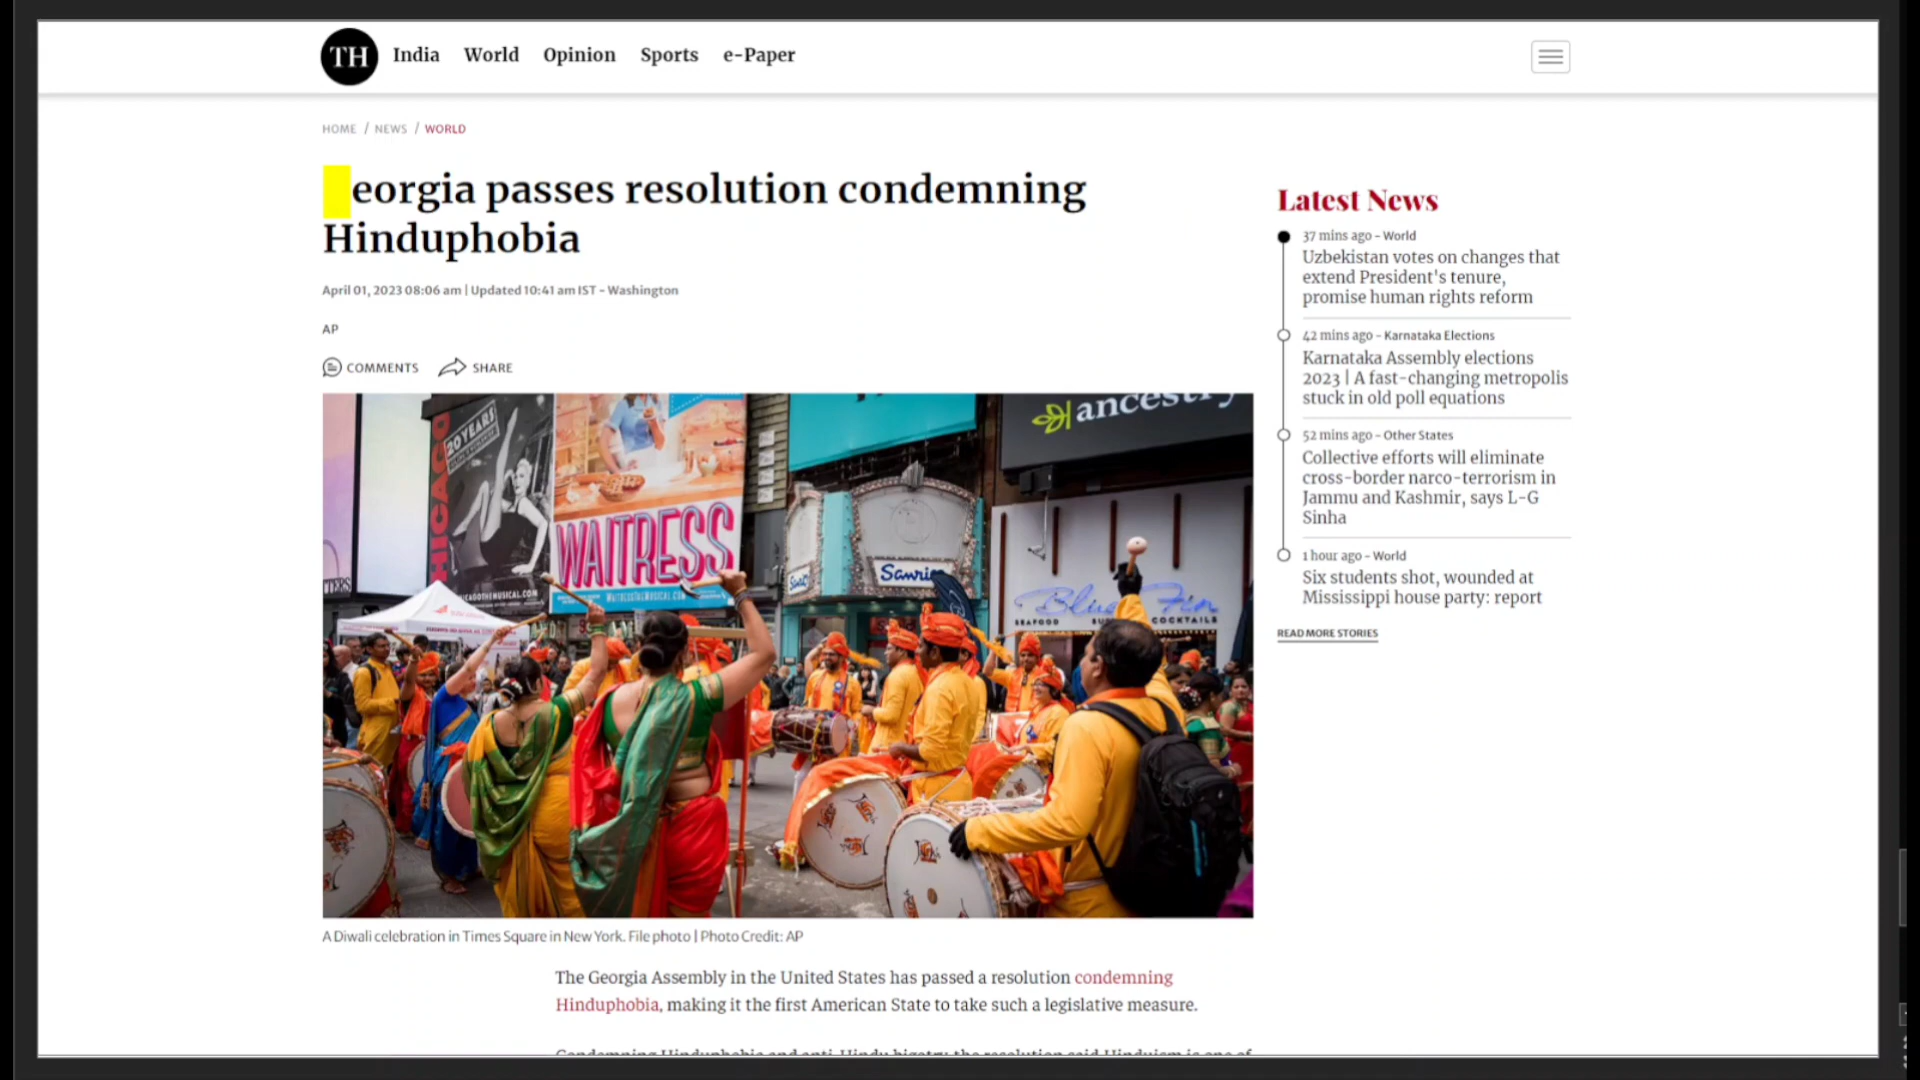 TH India World Opinion Sports e-Paper
HOME / NEWS / WORLD
eorgia passes resolution condemning
Hinduphobia
April 01, 2023 08:06 am | Updated 10:41 am IST - Washington
AP
COMMENTS SHARE
20 YEARS
CHICAGO
WAITRESS
ancestry
Sanrio
SEAFOOD
COCKTAILS
A Diwali celebration in Times Square in New York. File photo | Photo Credit: AP
The Georgia Assembly in the United States has passed a resolution condemning
Hinduphobia, making it the first American State to take such a legislative measure.
Latest News
37 mins ago - World
Uzbekistan votes on changes that
extend President's tenure,
promise human rights reform
42 mins ago - Karnataka Elections
Karnataka Assembly elections
2023 | A fast-changing metropolis
stuck in old poll equations
52 mins ago - Other States
Collective efforts will eliminate
cross-border narco-terrorism in
Jammu and Kashmir, says L-G
Sinha
1 hour ago - World
Six students shot, wounded at
Mississippi house party: report
READ MORE STORIES